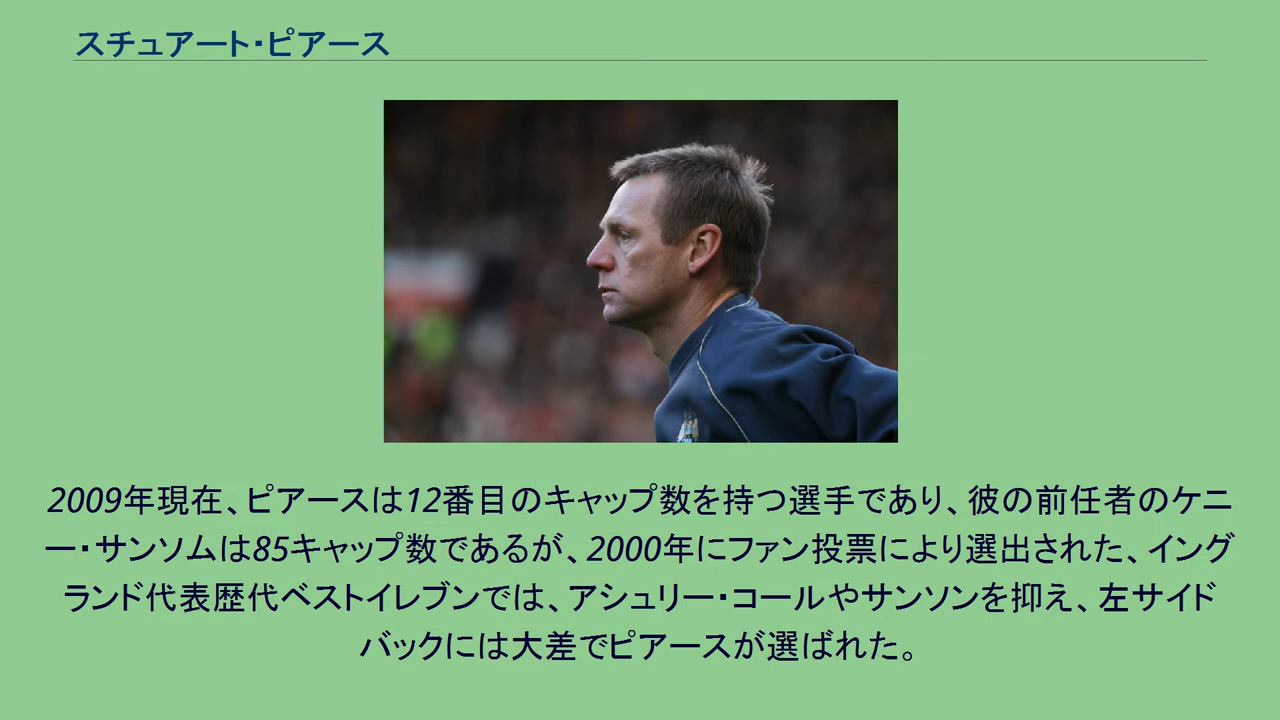 スチュアート・ピアース
2009年現在、ピアースは12番目のキャップ数を持つ選手であり、彼の前任者のケニ
ー・サンソムは85キャップ数であるが、2000年にファン投票により選出された、イング
ランド代表歴代ベストイレブンでは、アシュリー・コールやサンソンを抑え、左サイド
バックには大差でピアースが選ばれた。